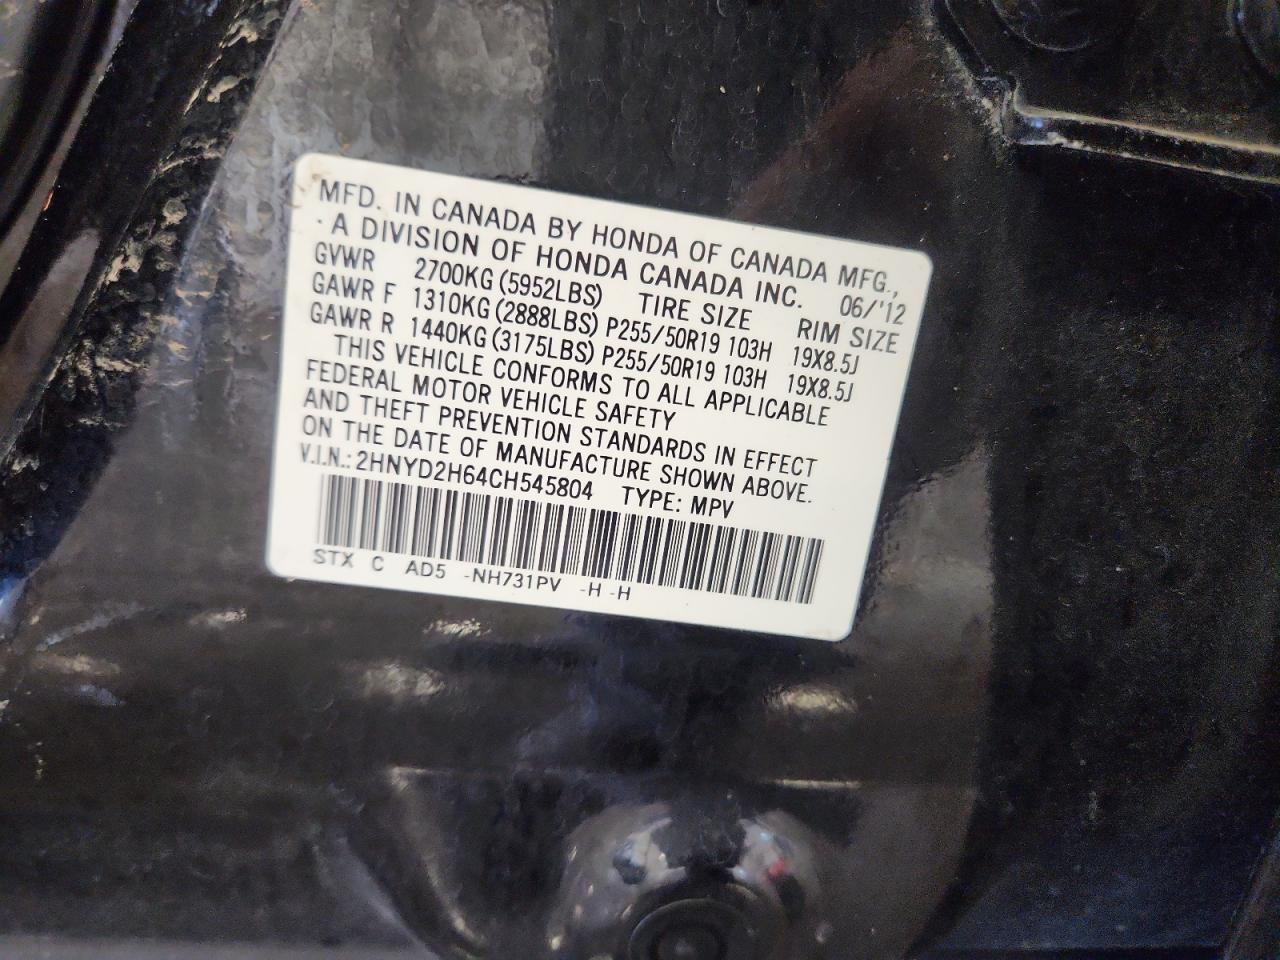 MFD. IN CANADA BY HONDA OF CANADA MFG.,
· A DIVISION OF HONDA CANADA INC. 06/'12
GVWR 2700KG (5952LBS) TIRE SIZE RIM SIZE
GAWR F 1310KG (2888LBS) P255/50R19 103H 19X8.5J
GAWR R 1440KG (3175LBS) P255/50R19 103H 19X8.5J
THIS VEHICLE CONFORMS TO ALL APPLICABLE
FEDERAL MOTOR VEHICLE SAFETY
AND THEFT PREVENTION STANDARDS IN EFFECT
ON THE DATE OF MANUFACTURE SHOWN ABOVE.
V.I.N.: 2HNYD2H64CH545804 TYPE: MPV
STX C AD5 -NH731PV -H -H